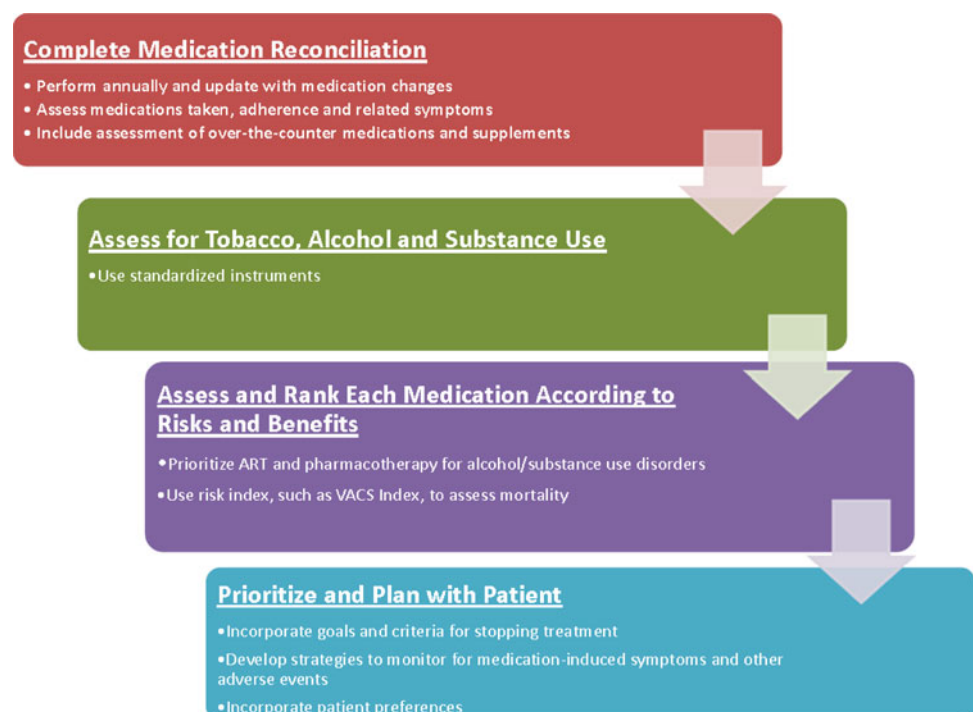 Complete Medication Reconciliation
• Perform annually and update with medication changes
• Assess medications taken, adherence and related symptoms
• Include assessment of over-the-counter medications and supplements
Assess for Tobacco, Alcohol and Substance Use
•Use standardized instruments
Assess and Rank Each Medication According to
Risks and Benefits
•Prioritize ART and pharmacotherapy for alcohol/substance use disorders
•Use risk index, such as VACS Index, to assess mortality
Prioritize and Plan with Patient
•Incorporate goals and criteria for stopping treatment
•Develop strategies to monitor for medication-induced symptoms and other
adverse events
•Incorporate patient preferences